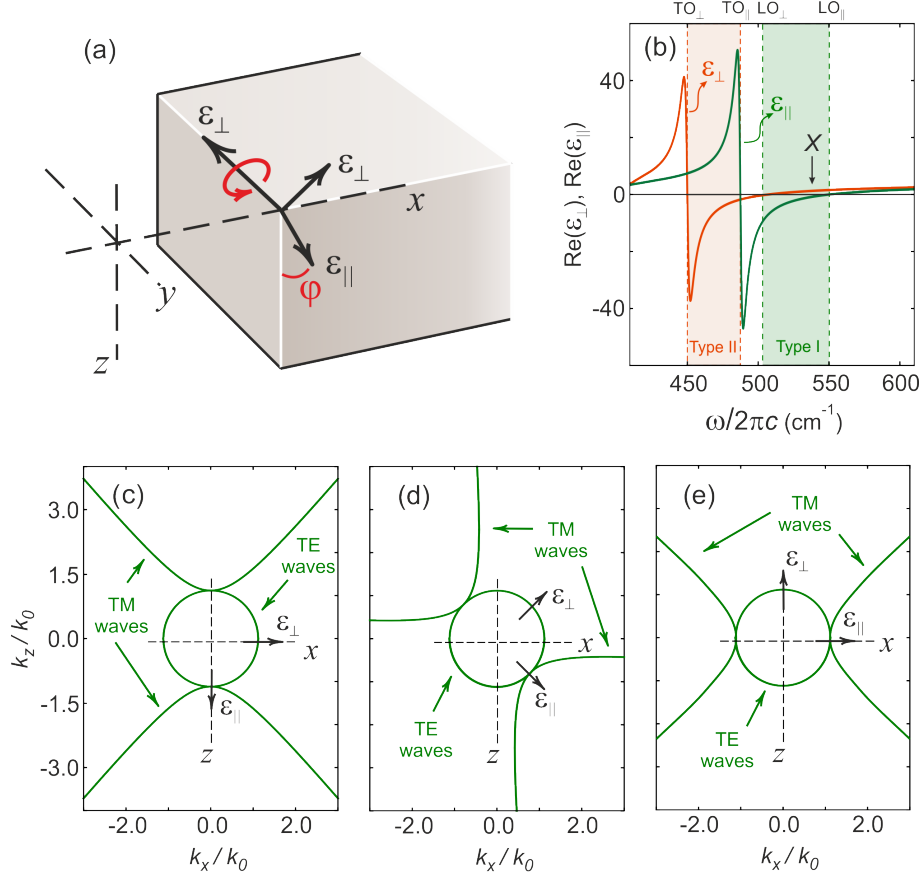 (a)
ε⊥
ε⊥
x
ε||
φ
y
z
TO⊥ TO|| LO⊥ LO||
(b)
ε⊥
ε||
X
40
0
-40
Re(ε⊥), Re(ε||)
Type II
Type I
450 500 550 600
ω/2πc (cm⁻¹)
(c)
TE
waves
TM
waves
ε⊥
x
ε||
z
3.0
1.5
0.0
-1.5
-3.0
kz/k0
-2.0 0.0 2.0
kx/k0
(d)
TM
waves
ε⊥
x
ε||
TE
waves
z
-2.0 0.0 2.0
kx/k0
(e)
TM
waves
ε⊥
ε||
x
TE
waves
z
-2.0 0.0 2.0
kx/k0